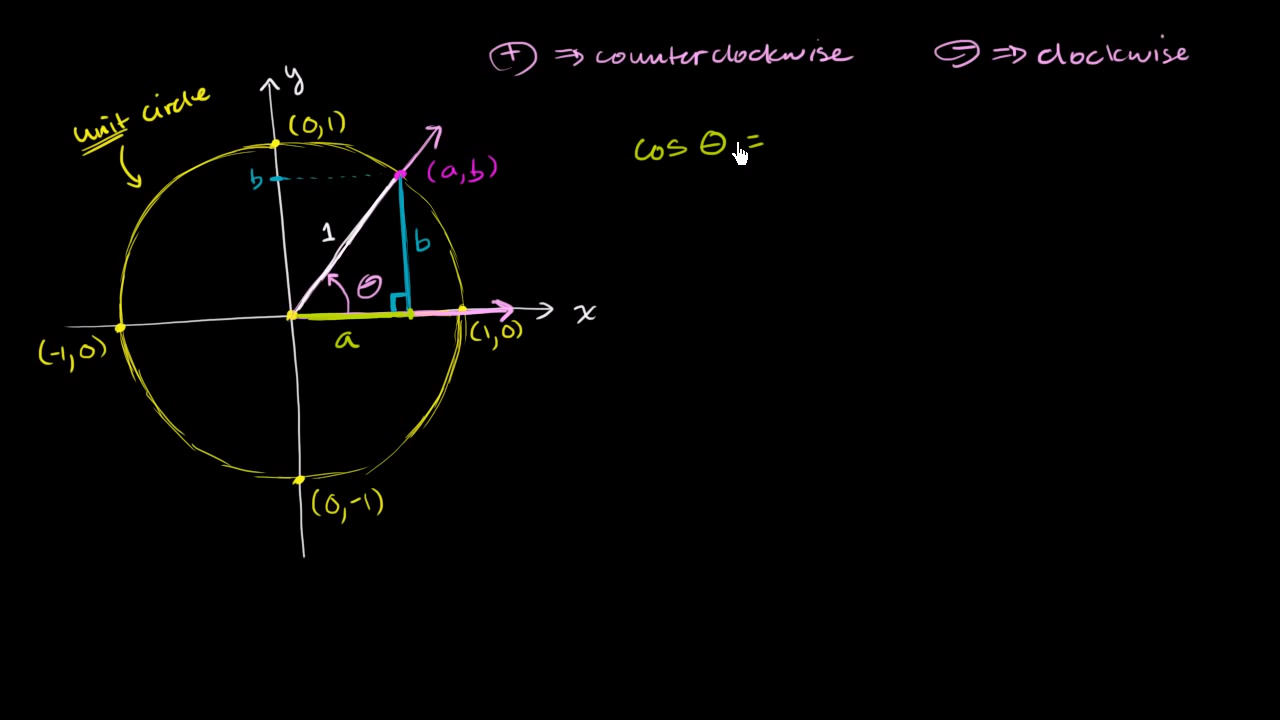 ⊕ ⇒ counterclockwise
⊖ ⇒ clockwise
y
unit circle
(0,1)
cos θ =
b
(a,b)
1
b
θ
x
a
(1,0)
(-1,0)
(0,-1)